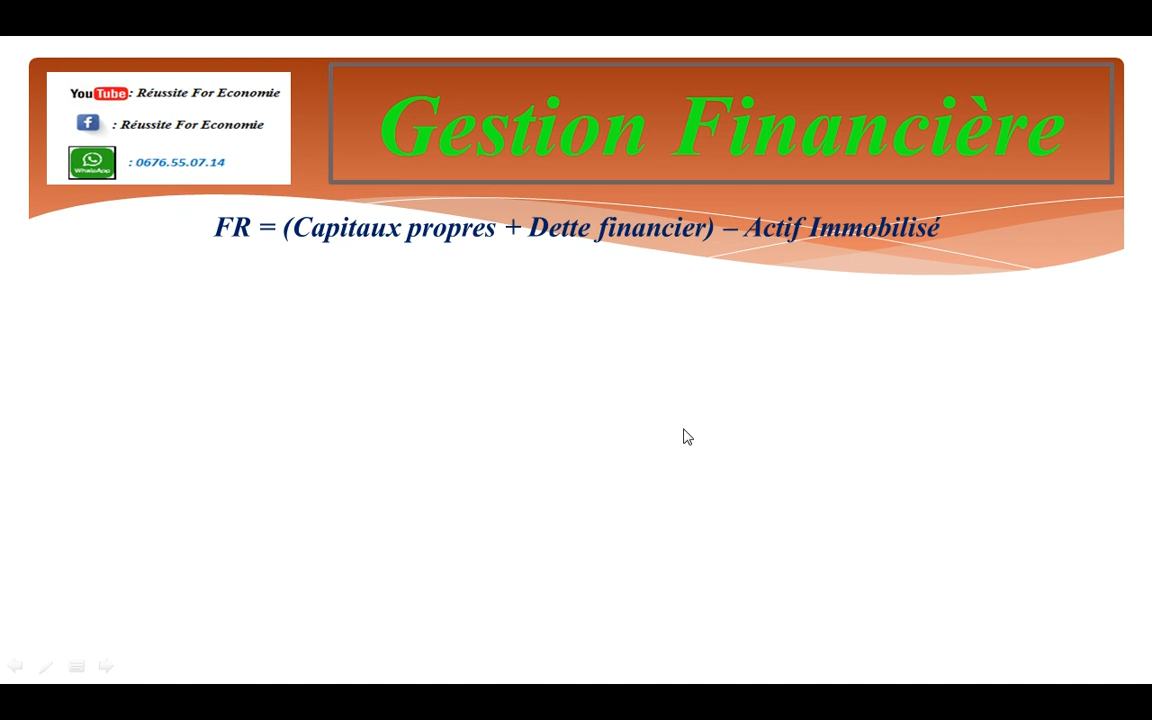 YouTube : Réussite For Economie
f : Réussite For Economie
WhatsApp : 0676.55.07.14
Gestion Financière
FR = (Capitaux propres + Dette financier) – Actif Immobilisé